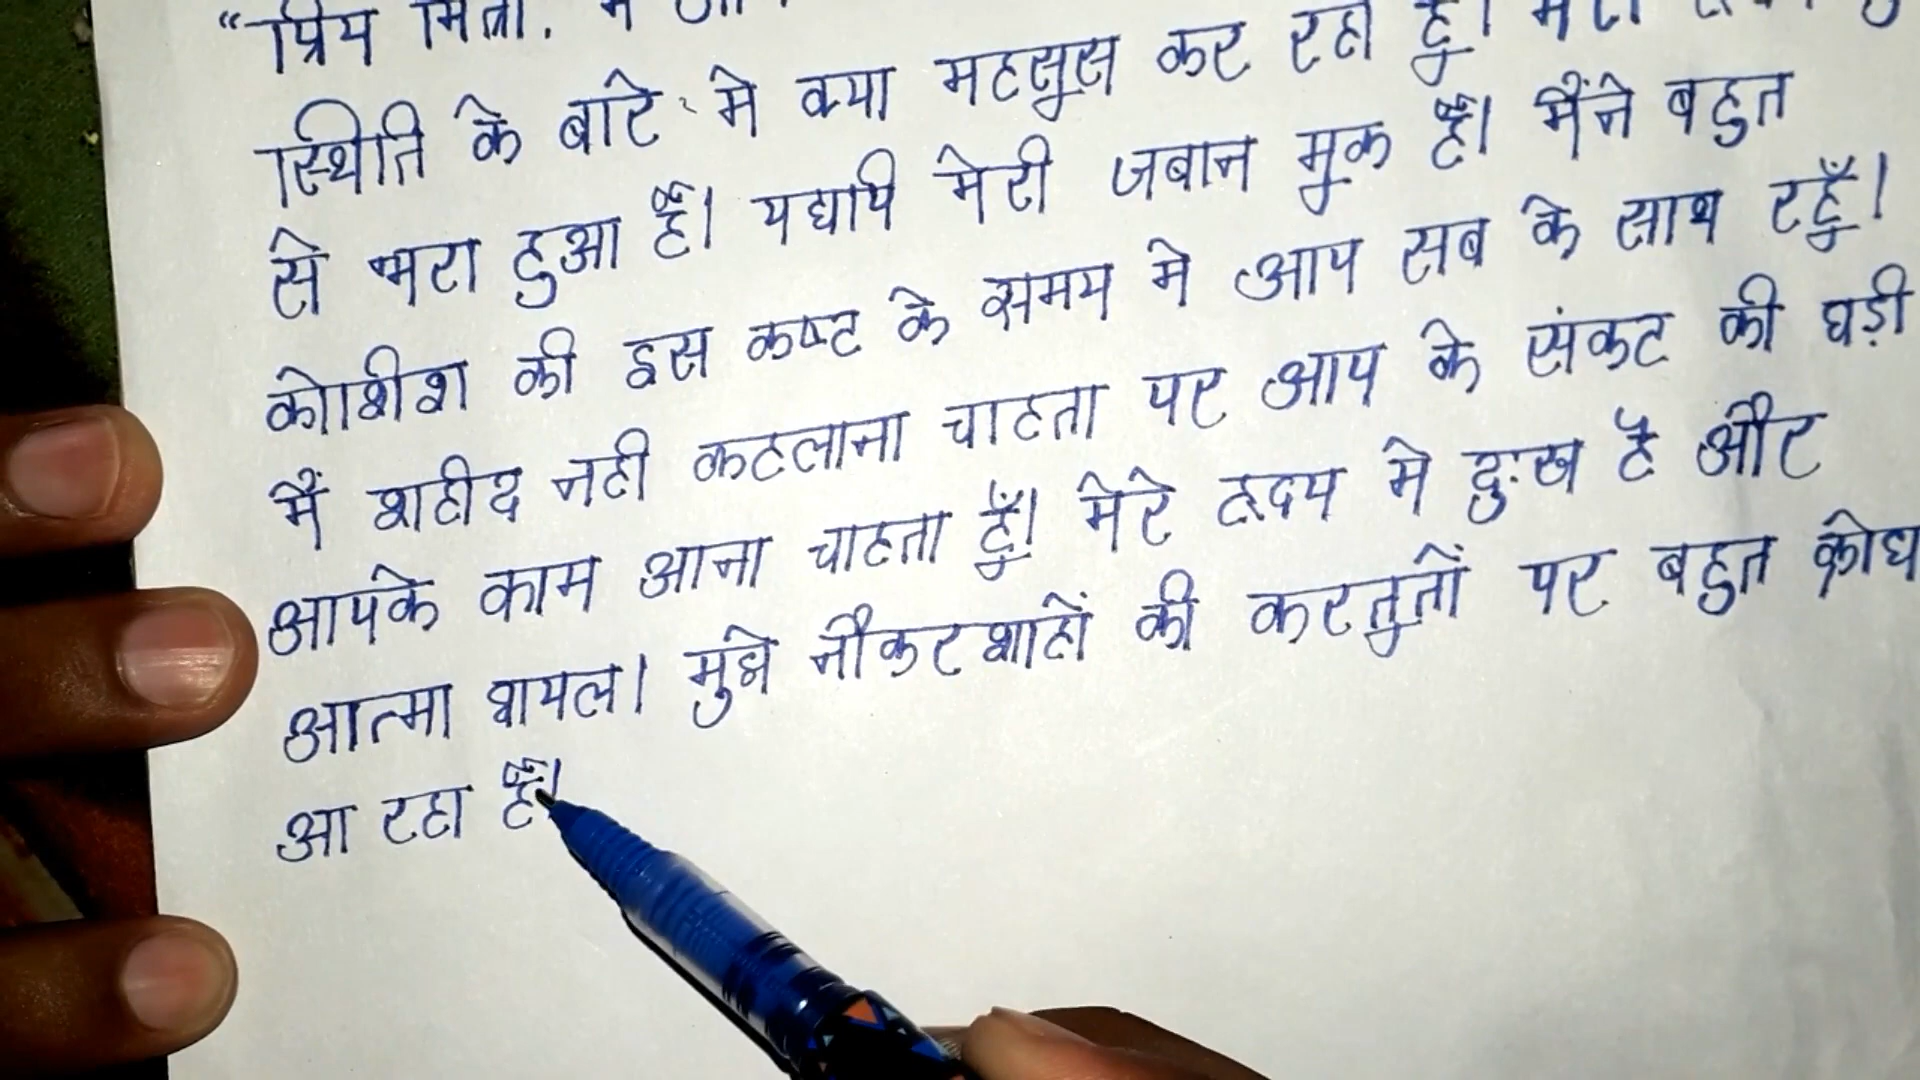 "प्रिय मित्रों. मै
स्थिति के बारे मे क्या महसुस कर रहा हूँ। मेरा
से भरा हुआ हैं। यद्यपि मेरी जबान मुक हैं। मैंने बहुत
कोशीश की इस कष्ट के समय मे आप सब के साथ रहूँ।
मैं शहीद नही कहलाना चाहता पर आप के संकट की घड़ी
आपके काम आना चाहता हूँ। मेरे हृदय मे दुःख है और
आत्मा घायल। मुझे नौकरशाहों की करतुतों पर बहुत क्रोध
आ रहा हैं।